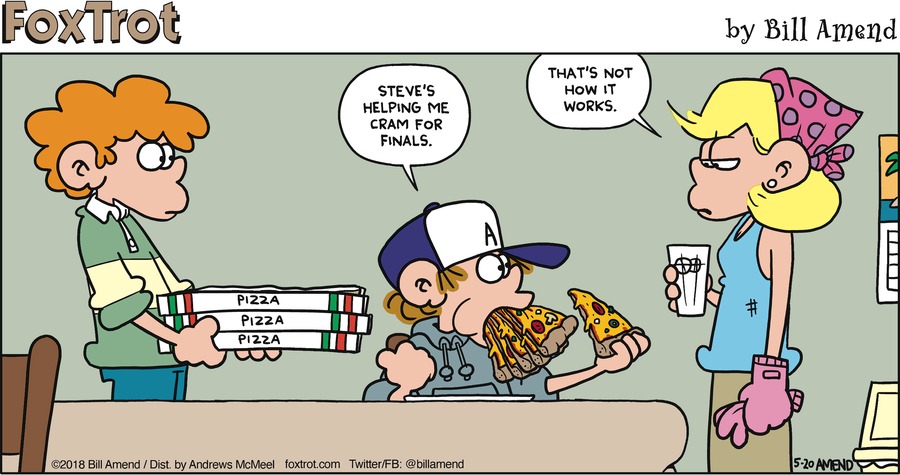 FoxTrot
by Bill Amend
STEVE'S
HELPING ME
CRAM FOR
FINALS.
THAT'S NOT
HOW IT
WORKS.
PIZZA
PIZZA
PIZZA
A
©2018 Bill Amend / Dist. by Andrews McMeel foxtrot.com Twitter/FB: @billamend
5-20 AMEND